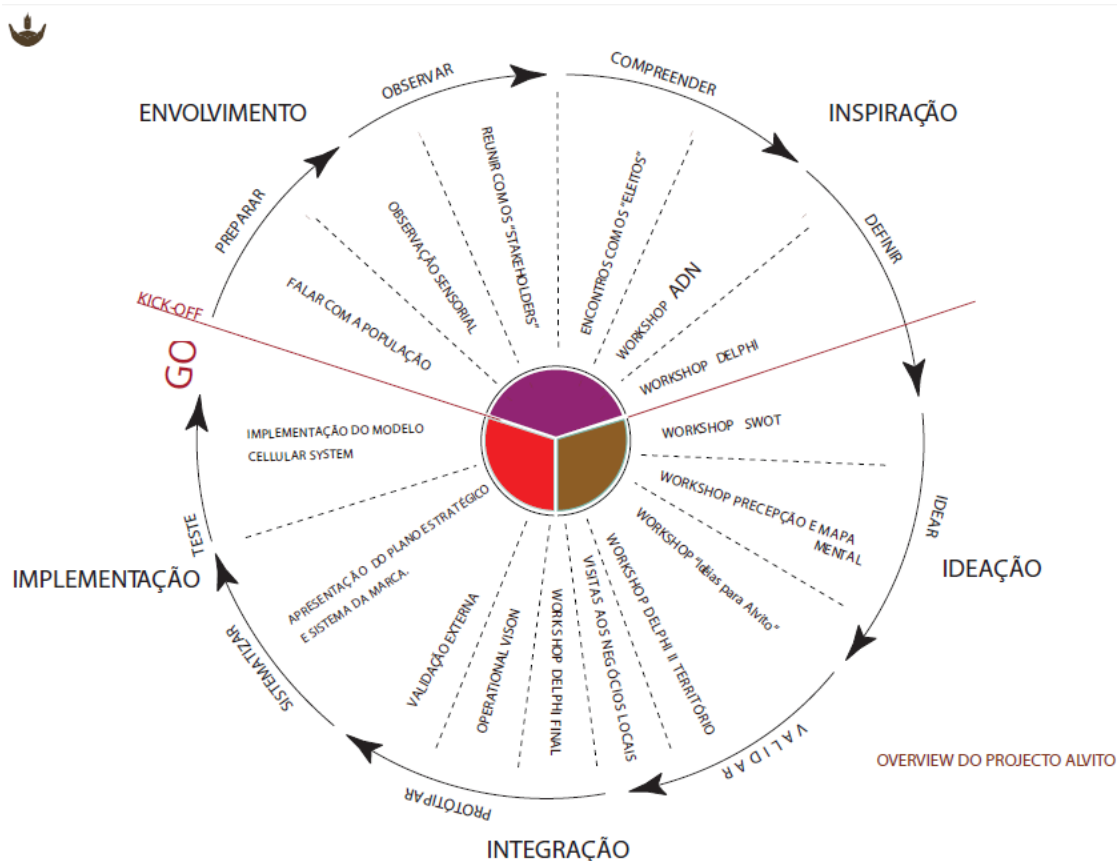 OBSERVAR
COMPREENDER
ENVOLVIMENTO
INSPIRAÇÃO
PREPARAR
DEFINIR
KICK-OFF
GO
FALAR COM A POPULAÇÃO
OBSERVAÇÃO SENSORIAL
REUNIR COM OS "STAKEHOLDERS"
ENCONTROS COM OS "ELEITOS"
WORKSHOP ADN
WORKSHOP DELPHI
WORKSHOP SWOT
WORKSHOP PRECEPÇÃO E MAPA
MENTAL
WORKSHOP "Idéias para Alvito"
WORKSHOP DELPHI II TERRITÓRIO
VISITAS AOS NEGÓCIOS LOCAIS
WORKSHOP DELPHI FINAL
OPERATIONAL VISON
VALIDAÇÃO EXTERNA
APRESENTAÇÃO DO PLANO ESTRATÉGICO
E SISTEMA DA MARCA.
IMPLEMENTAÇÃO DO MODELO
CELLULAR SYSTEM
IDEAR
IDEAÇÃO
VALIDAR
OVERVIEW DO PROJECTO ALVITO
PROTÓTIPAR
INTEGRAÇÃO
SISTEMATIZAR
IMPLEMENTAÇÃO
TESTE